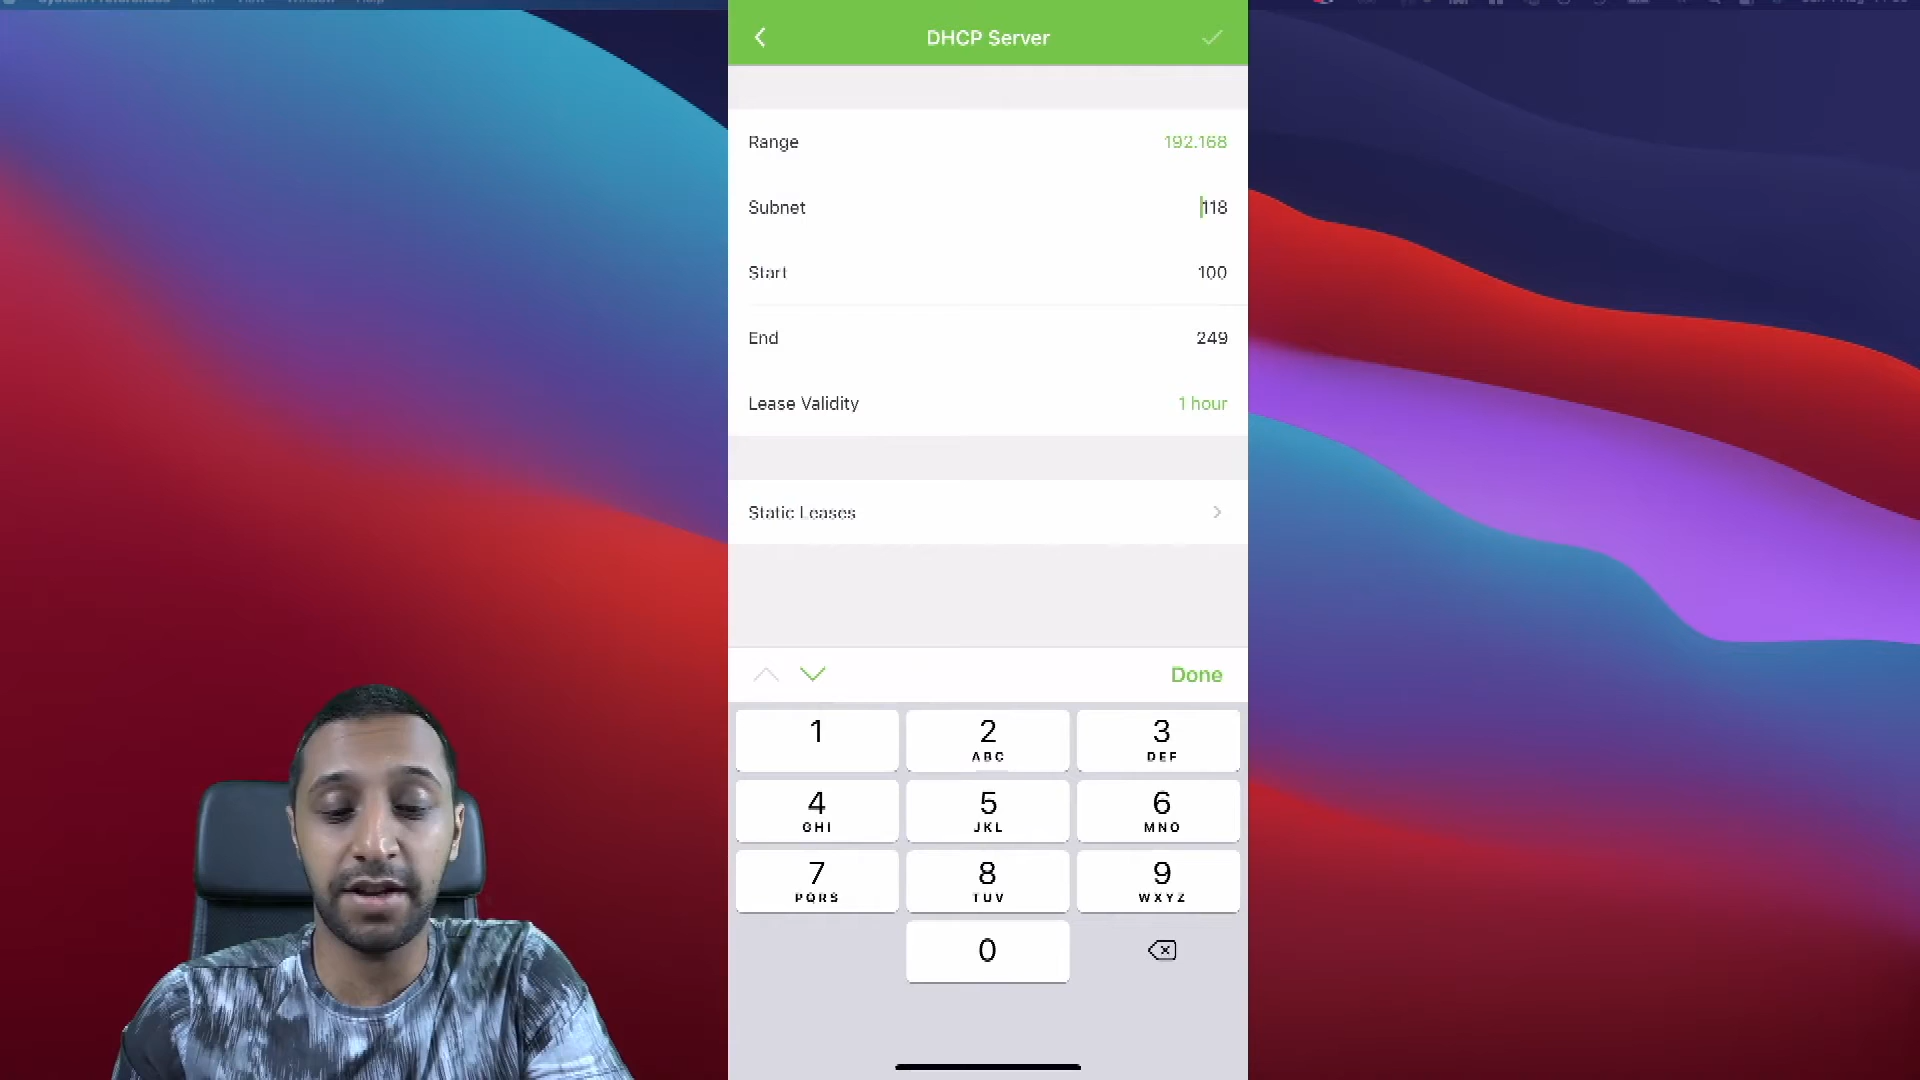 DHCP Server
Range 192.168
Subnet 118
Start 100
End 249
Lease Validity 1 hour
Static Leases
Done
1 2 3
ABC DEF
4 5 6
GHI JKL MNO
7 8 9
PQRS TUV WXYZ
0